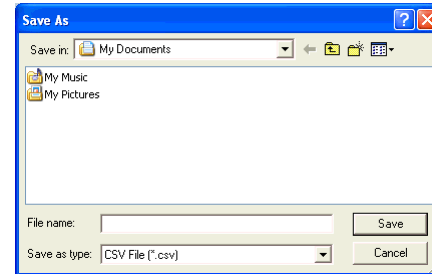 Save As
Save in: My Documents
My Music
My Pictures
File name: Save
Save as type: CSV File (*.csv) Cancel